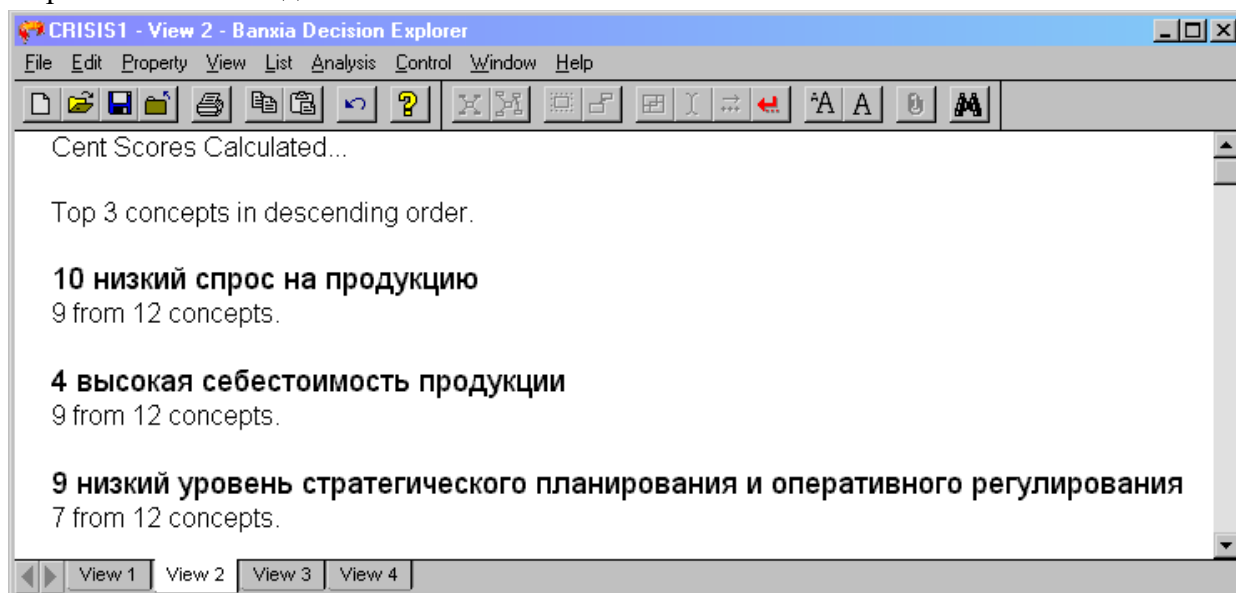 CRISIS1 - View 2 - Banxia Decision Explorer
File Edit Property View List Analysis Control Window Help
Cent Scores Calculated...
Top 3 concepts in descending order.
10 низкий спрос на продукцию
9 from 12 concepts.
4 высокая себестоимость продукции
9 from 12 concepts.
9 низкий уровень стратегического планирования и оперативного регулирования
7 from 12 concepts.
View 1 View 2 View 3 View 4